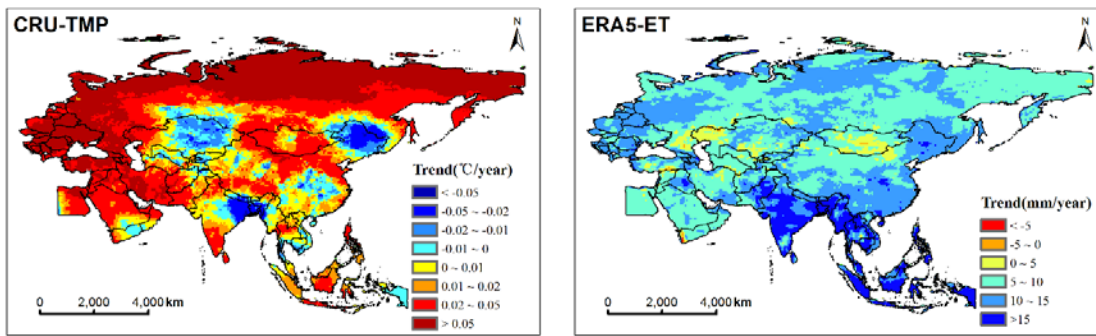 CRU-TMP
N
Trend(℃/year)
< -0.05
-0.05 ~ -0.02
-0.02 ~ -0.01
-0.01 ~ 0
0 ~ 0.01
0.01 ~ 0.02
0.02 ~ 0.05
> 0.05
0 2,000 4,000 km
ERA5-ET
N
Trend(mm/year)
< -5
-5 ~ 0
0 ~ 5
5 ~ 10
10 ~ 15
>15
0 2,000 4,000 km